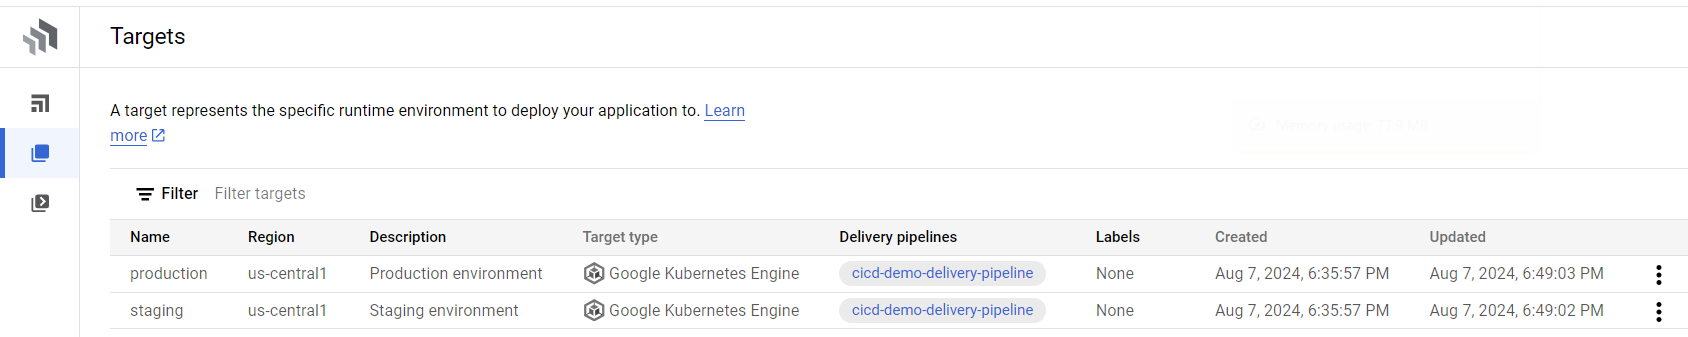 Targets
A target represents the specific runtime environment to deploy your application to. Learn
more
Filter Filter targets
Name Region Description Target type Delivery pipelines Labels Created Updated
production us-central1 Production environment Google Kubernetes Engine cicd-demo-delivery-pipeline None Aug 7, 2024, 6:35:57 PM Aug 7, 2024, 6:49:03 PM
staging us-central1 Staging environment Google Kubernetes Engine cicd-demo-delivery-pipeline None Aug 7, 2024, 6:35:57 PM Aug 7, 2024, 6:49:02 PM